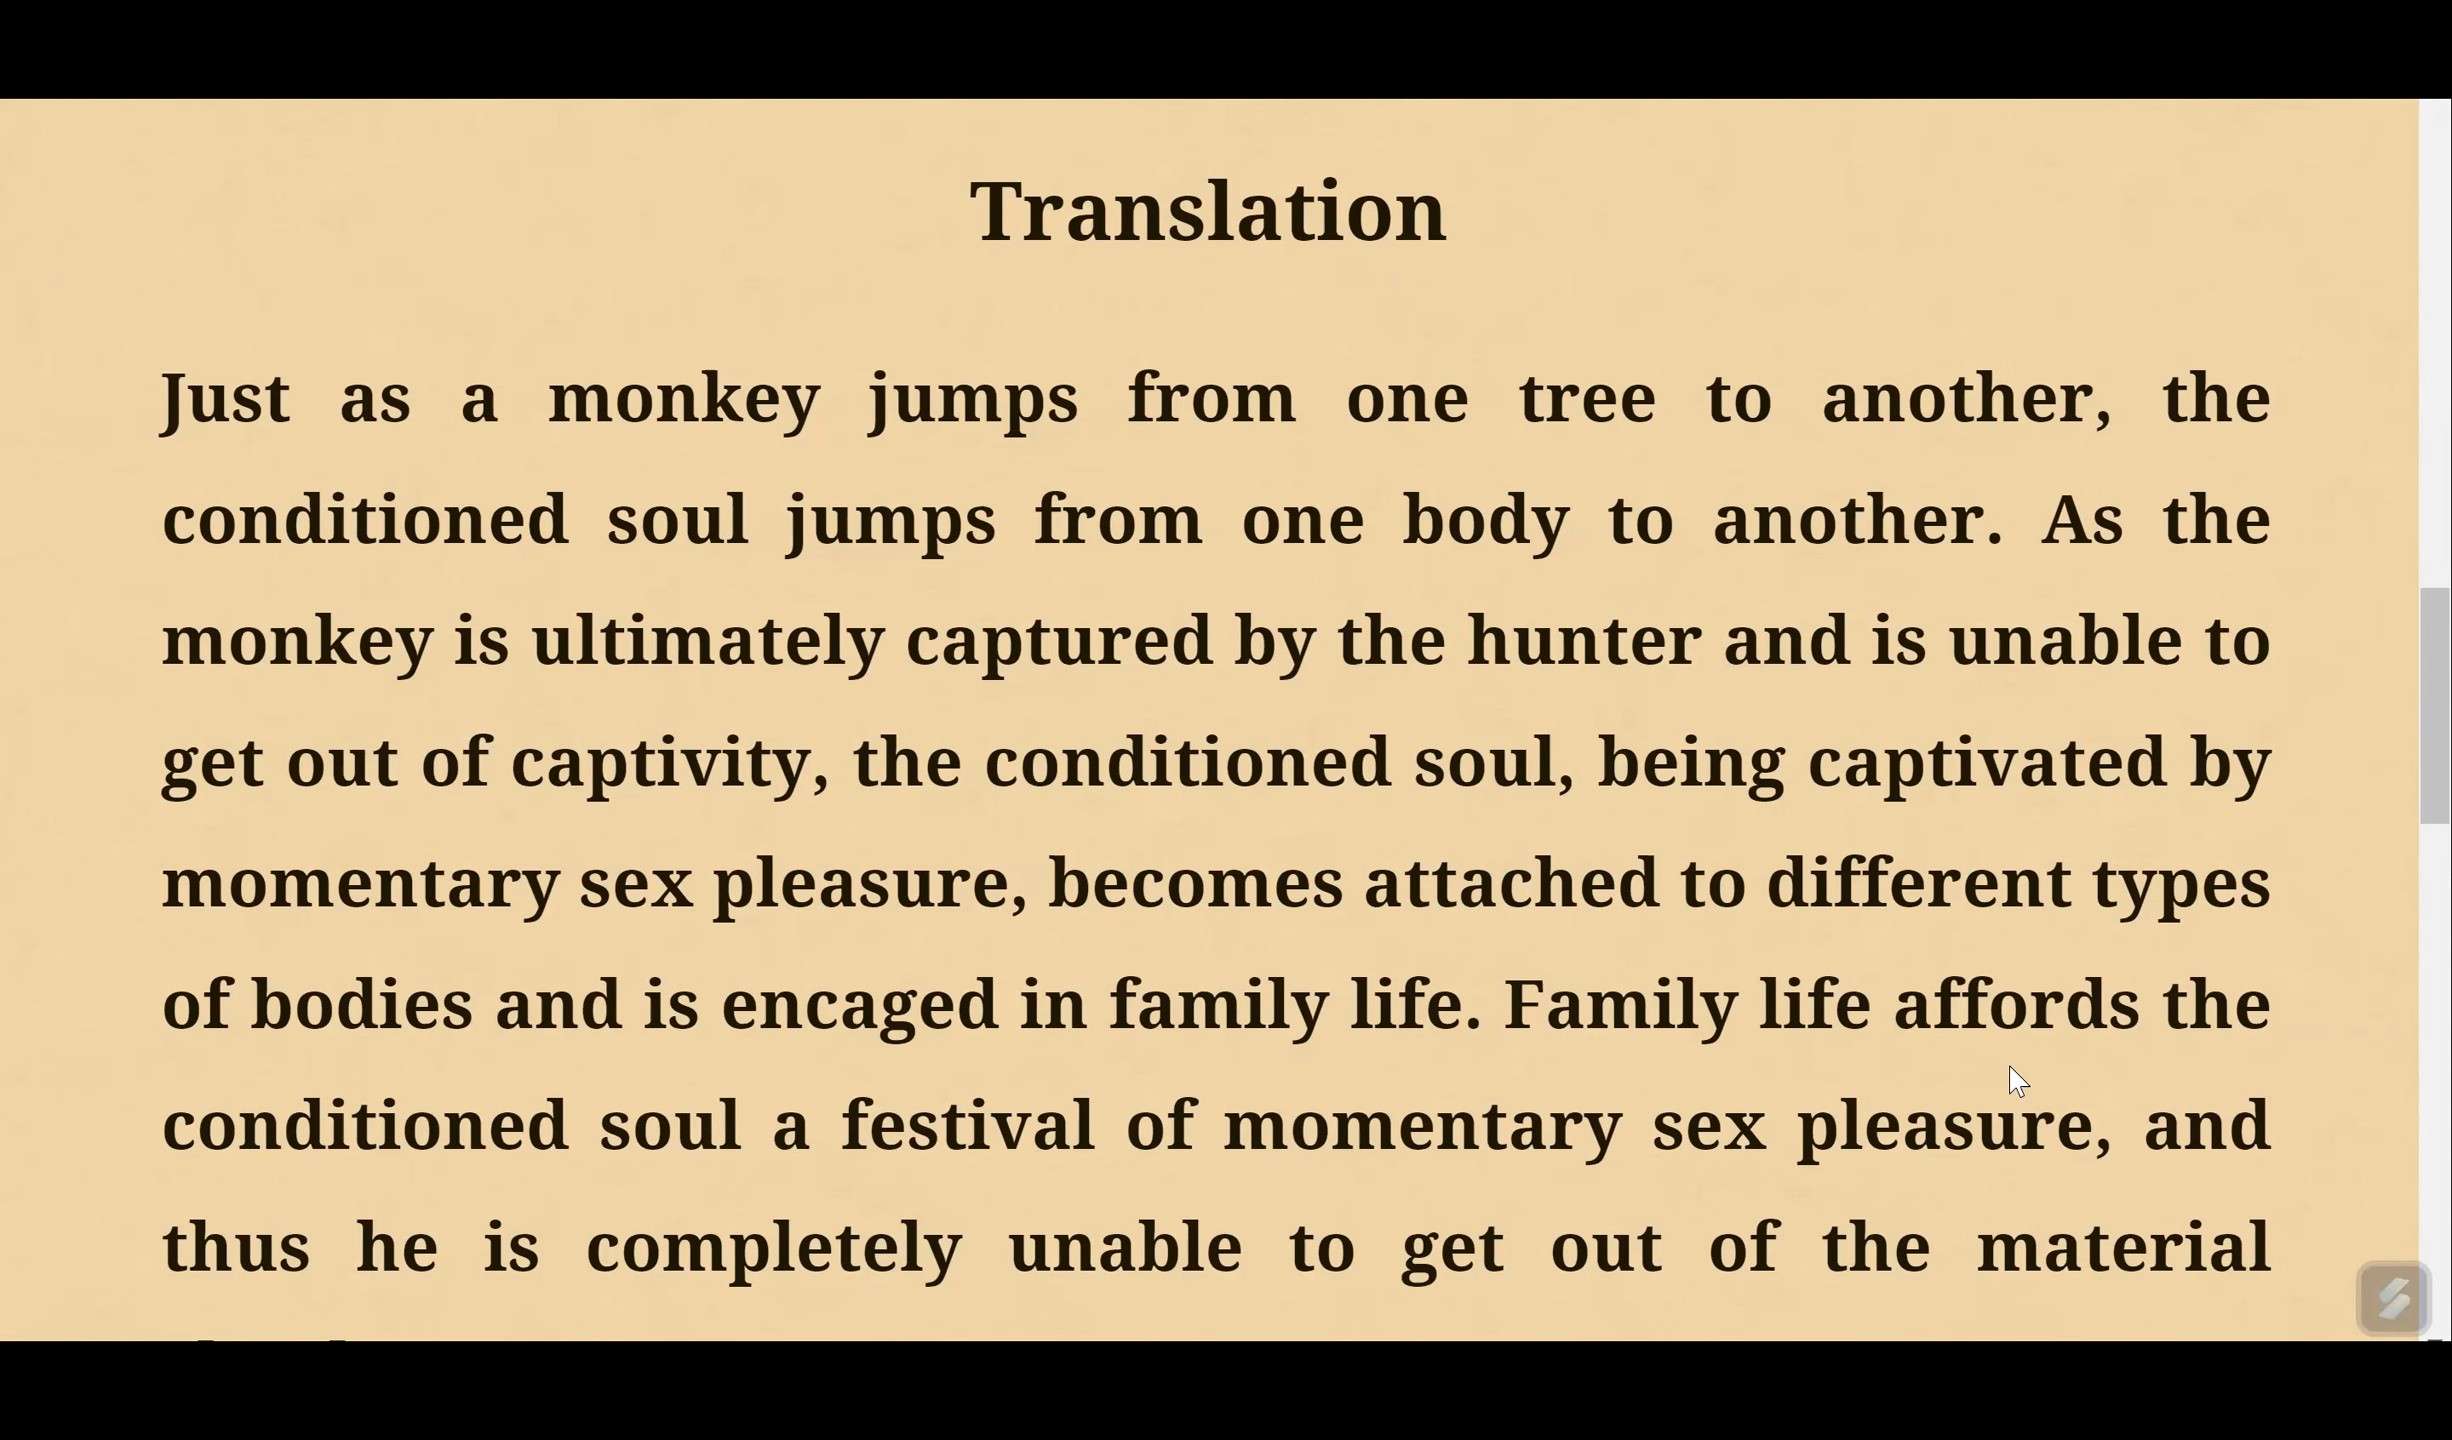 Translation
Just as a monkey jumps from one tree to another, the
conditioned soul jumps from one body to another. As the
monkey is ultimately captured by the hunter and is unable to
get out of captivity, the conditioned soul, being captivated by
momentary sex pleasure, becomes attached to different types
of bodies and is encaged in family life. Family life affords the
conditioned soul a festival of momentary sex pleasure, and
thus he is completely unable to get out of the material